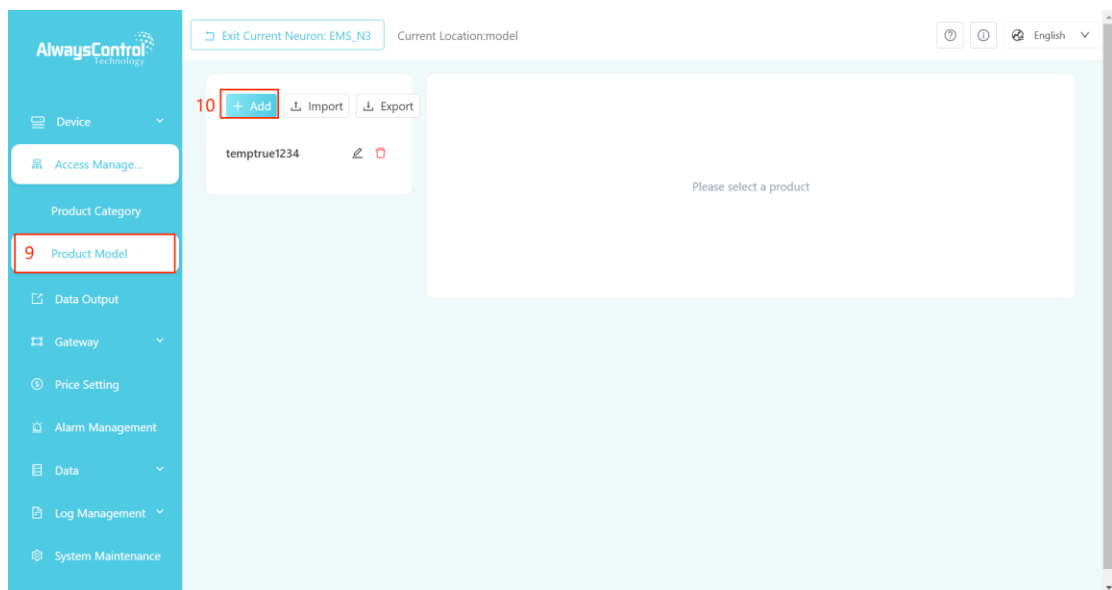 AlwaysControl
Technology
Exit Current Neuron: EMS_N3
Current Location:model
English
Device
Access Manage...
Product Category
9 Product Model
Data Output
Gateway
Price Setting
Alarm Management
Data
Log Management
System Maintenance
10 + Add Import Export
temptrue1234
Please select a product